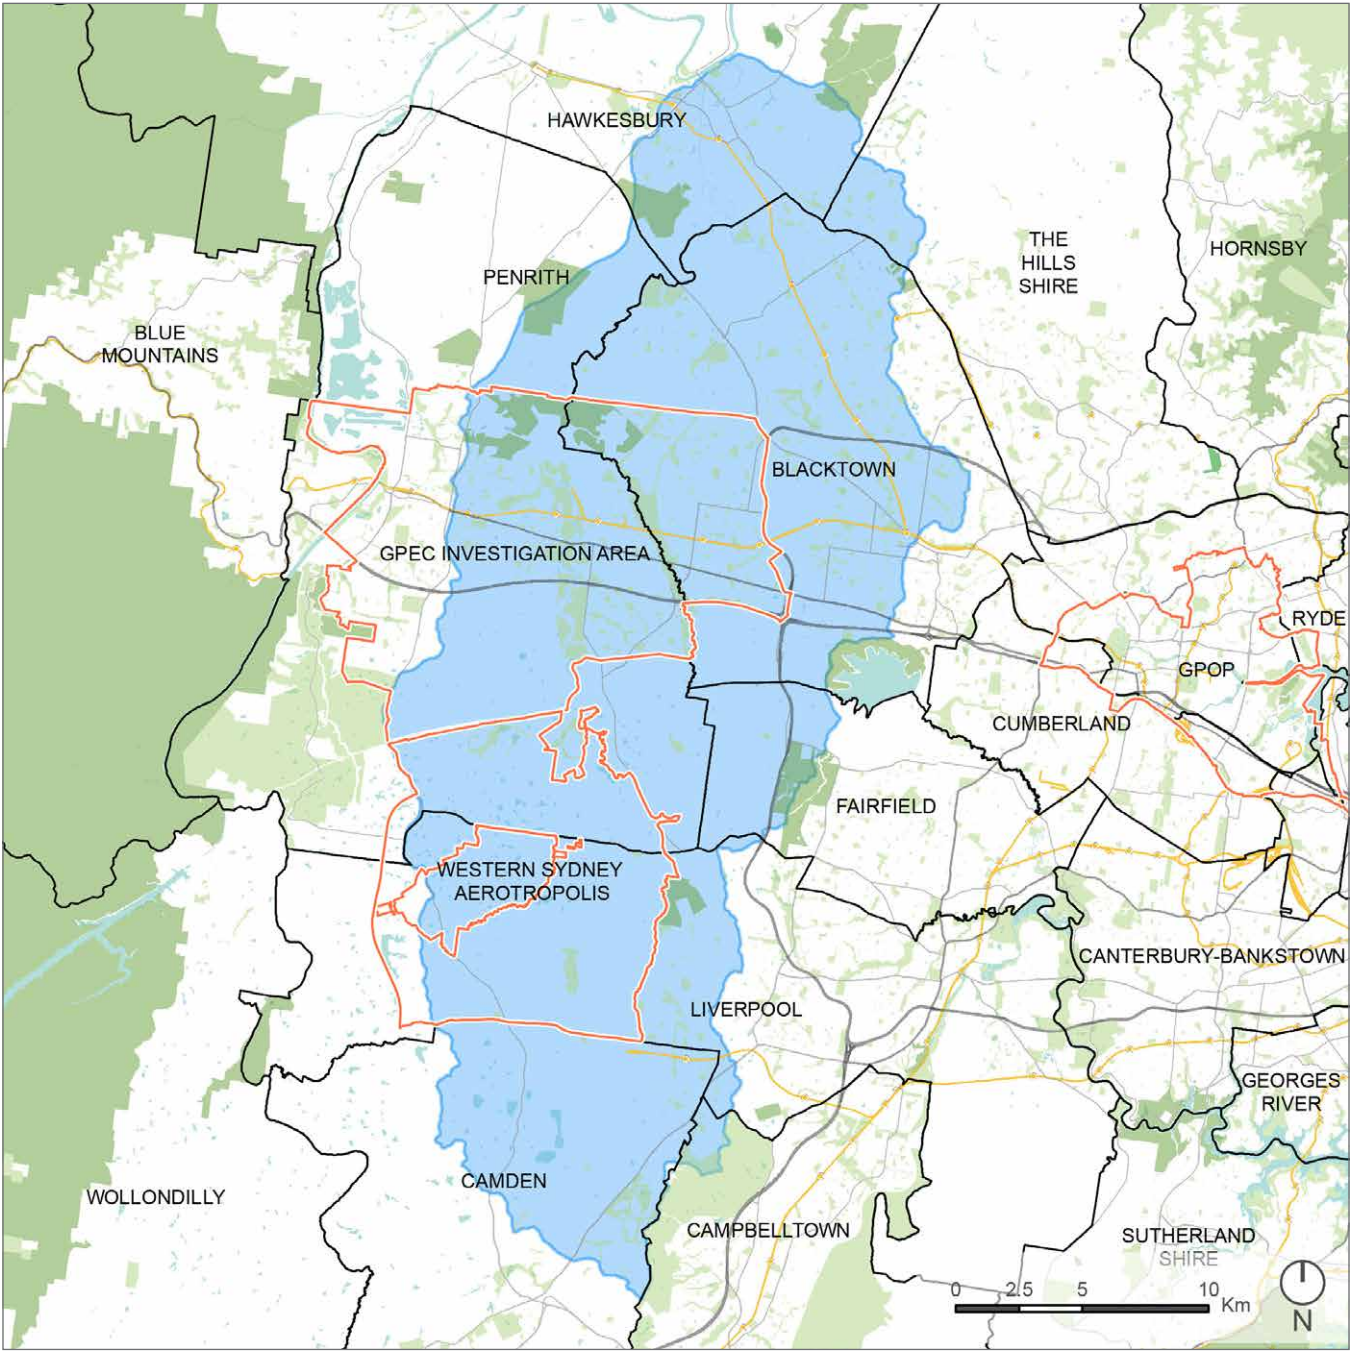 HAWKESBURY
THE
HILLS
SHIRE
HORNSBY
PENRITH
BLUE
MOUNTAINS
BLACKTOWN
GPEC INVESTIGATION AREA
RYDE
GPOP
CUMBERLAND
FAIRFIELD
WESTERN SYDNEY
AEROTROPOLIS
CANTERBURY-BANKSTOWN
LIVERPOOL
GEORGES
RIVER
CAMDEN
WOLLONDILLY
CAMPBELLTOWN
SUTHERLAND
SHIRE
0 2.5 5 10
Km
N